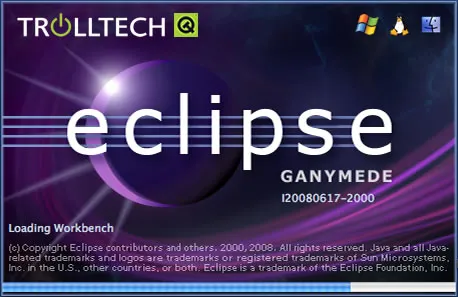 TROLLTECH
eclipse
GANYMEDE
I20080617-2000
Loading Workbench
(c) Copyright Eclipse contributors and others, 2000, 2008. All rights reserved. Java and all Java-
related trademarks and logos are trademarks or registered trademarks of Sun Microsystems,
Inc. in the U.S., other countries, or both. Eclipse is a trademark of the Eclipse Foundation, Inc.